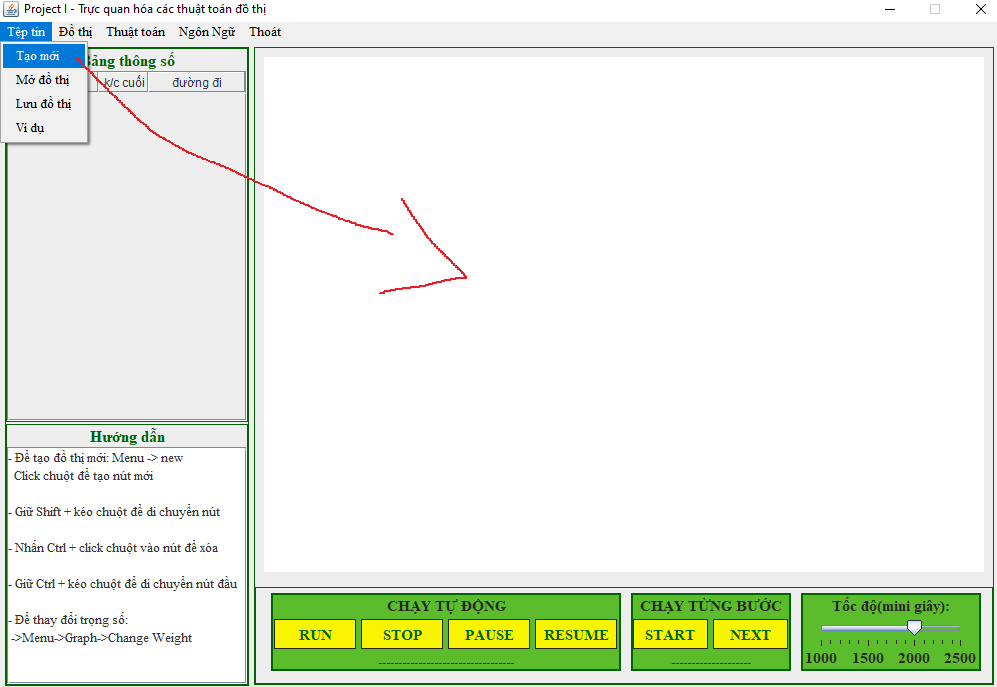 Project I - Trực quan hóa các thuật toán đồ thị
Tệp tin Đồ thị Thuật toán Ngôn Ngữ Thoát
Tạo mới
Mở đồ thị
Lưu đồ thị
Ví dụ
Bảng thông số
k/c cuối đường đi
Hướng dẫn
- Để tạo đồ thị mới: Menu -> new
Click chuột để tạo nút mới
- Giữ Shift + kéo chuột để di chuyển nút
- Nhấn Ctrl + click chuột vào nút để xóa
- Giữ Ctrl + kéo chuột để di chuyển nút đầu
- Để thay đổi trọng số:
->Menu->Graph->Change Weight
CHẠY TỰ ĐỘNG
RUN STOP PAUSE RESUME
CHẠY TỪNG BƯỚC
START NEXT
Tốc độ(mini giây):
1000 1500 2000 2500